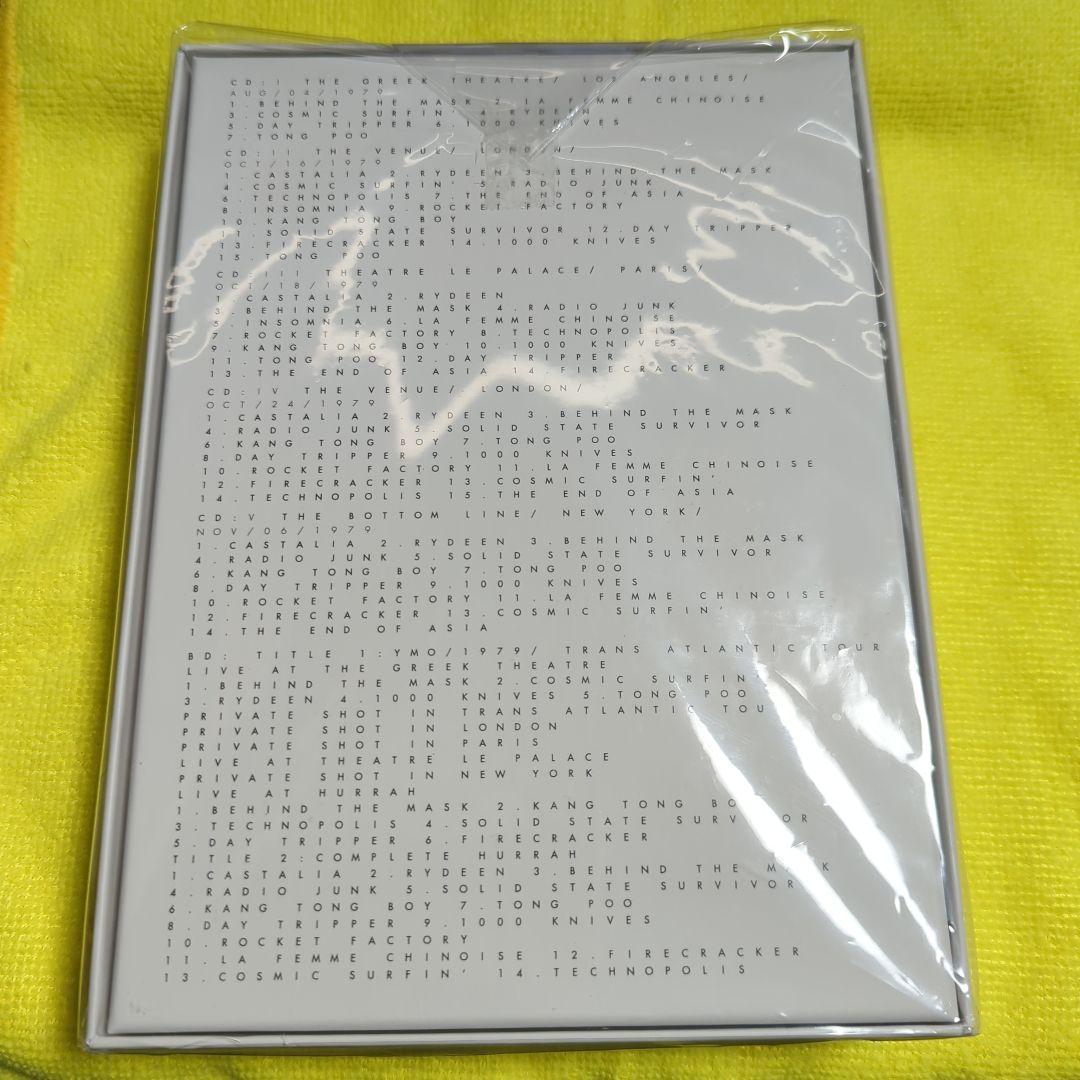 CD:I THE GREEK THEATRE/ LOS ANGELES/
AUG/04/1979
1.BEHIND THE MASK 2.LA FEMME CHINOISE
3.COSMIC SURFIN' 4.RYDEEN
5.DAY TRIPPER 6.1000 KNIVES
7.TONG POO
CD:II THE VENUE/ LONDON/
OCT/16/1979
1.CASTALIA 2.RYDEEN 3.BEHIND THE MASK
4.COSMIC SURFIN' 5.RADIO JUNK
6.TECHNOPOLIS 7.THE END OF ASIA
8.INSOMNIA 9.ROCKET FACTORY
10.KANG TONG BOY
11.SOLID STATE SURVIVOR 12.DAY TRIPPER
13.FIRECRACKER 14.1000 KNIVES
15.TONG POO
CD:III THEATRE LE PALACE/ PARIS/
OCT/18/1979
1.CASTALIA 2.RYDEEN
3.BEHIND THE MASK 4.RADIO JUNK
5.INSOMNIA 6.LA FEMME CHINOISE
7.ROCKET FACTORY 8.TECHNOPOLIS
9.KANG TONG BOY 10.1000 KNIVES
11.TONG POO 12.DAY TRIPPER
13.THE END OF ASIA 14.FIRECRACKER
CD:IV THE VENUE/ LONDON/
OCT/24/1979
1.CASTALIA 2.RYDEEN 3.BEHIND THE MASK
4.RADIO JUNK 5.SOLID STATE SURVIVOR
6.KANG TONG BOY 7.TONG POO
8.DAY TRIPPER 9.1000 KNIVES
10.ROCKET FACTORY 11.LA FEMME CHINOISE
12.FIRECRACKER 13.COSMIC SURFIN'
14.TECHNOPOLIS 15.THE END OF ASIA
CD:V THE BOTTOM LINE/ NEW YORK/
NOV/06/1979
1.CASTALIA 2.RYDEEN 3.BEHIND THE MASK
4.RADIO JUNK 5.SOLID STATE SURVIVOR
6.KANG TONG BOY 7.TONG POO
8.DAY TRIPPER 9.1000 KNIVES
10.ROCKET FACTORY 11.LA FEMME CHINOISE
12.FIRECRACKER 13.COSMIC SURFIN'
14.THE END OF ASIA
BD: TITLE 1:YMO/1979/ TRANS ATLANTIC TOUR
LIVE AT THE GREEK THEATRE
1.BEHIND THE MASK 2.COSMIC SURFIN'
3.RYDEEN 4.1000 KNIVES 5.TONG POO
PRIVATE SHOT IN TRANS ATLANTIC TOUR
PRIVATE SHOT IN LONDON
PRIVATE SHOT IN PARIS
LIVE AT THEATRE LE PALACE
PRIVATE SHOT IN NEW YORK
LIVE AT HURRAH
1.BEHIND THE MASK 2.KANG TONG BOY
3.TECHNOPOLIS 4.SOLID STATE SURVIVOR
5.DAY TRIPPER 6.FIRECRACKER
TITLE 2:COMPLETE HURRAH
1.CASTALIA 2.RYDEEN 3.BEHIND THE MASK
4.RADIO JUNK 5.SOLID STATE SURVIVOR
6.KANG TONG BOY 7.TONG POO
8.DAY TRIPPER 9.1000 KNIVES
10.ROCKET FACTORY
11.LA FEMME CHINOISE 12.FIRECRACKER
13.COSMIC SURFIN' 14.TECHNOPOLIS